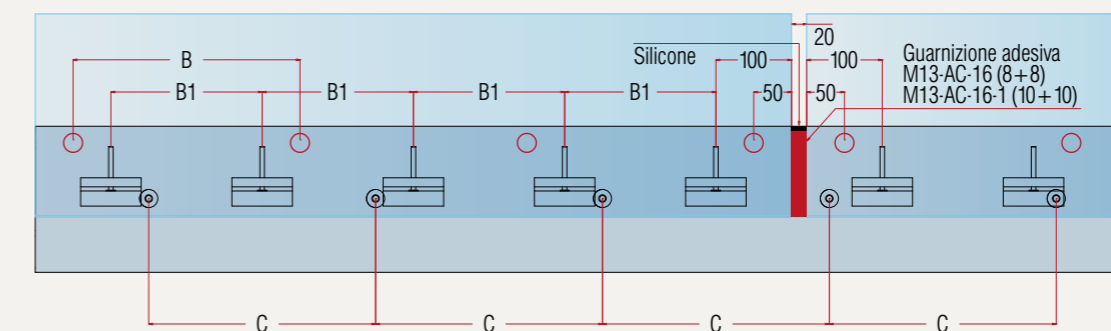 20
Silicone
100
100
Guarnizione adesiva
M13-AC-16 (8+8)
M13-AC-16-1 (10+10)
B
B1
B1
B1
B1
50
50
C
C
C
C